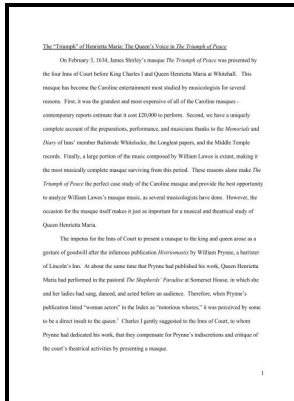 The "Triumph" of Henrietta Maria: The Queen's Voice in The Triumph of Peace
On February 3, 1634, James Shirley's masque The Triumph of Peace was presented by
the four Inns of Court before King Charles I and Queen Henrietta Maria at Whitehall. This
masque has become the Caroline entertainment most studied by musicologists for several
reasons. First, it was the grandest and most expensive of all of the Caroline masques -
contemporary reports estimate that it cost £20,000 to perform. Second, we have a uniquely
complete account of the preparations, performance, and musicians thanks to the Memorials and
Diary of Inns' member Bulstrode Whitelocke, the Longleat papers, and the Middle Temple
records. Finally, a large portion of the music composed by William Lawes is extant, making it
the most musically complete masque surviving from this period. These reasons alone make The
Triumph of Peace the perfect case study of the Caroline masque and provide the best opportunity
to analyze William Lawes's masque music, as several musicologists have done. However, the
occasion for the masque itself makes it just as important for a musical and theatrical study of
Queen Henrietta Maria.
The impetus for the Inns of Court to present a masque to the king and queen arose as a
gesture of goodwill after the infamous publication Histriomastix by William Prynne, a barrister
of Lincoln's Inn. At about the same time that Prynne had published his work, Queen Henrietta
Maria had performed in the pastoral The Shepherds' Paradise at Somerset House, in which she
and her ladies had sang, danced, and acted before an audience. Therefore, when Prynne's
publication listed "woman actors" in the Index as "notorious whores," it was perceived by some
to be a direct insult to the queen.1 Charles I gently suggested to the Inns of Court, to whom
Prynne had dedicated his work, that they compensate for Prynne's indiscretions and critique of
the court's theatrical activities by presenting a masque.
1